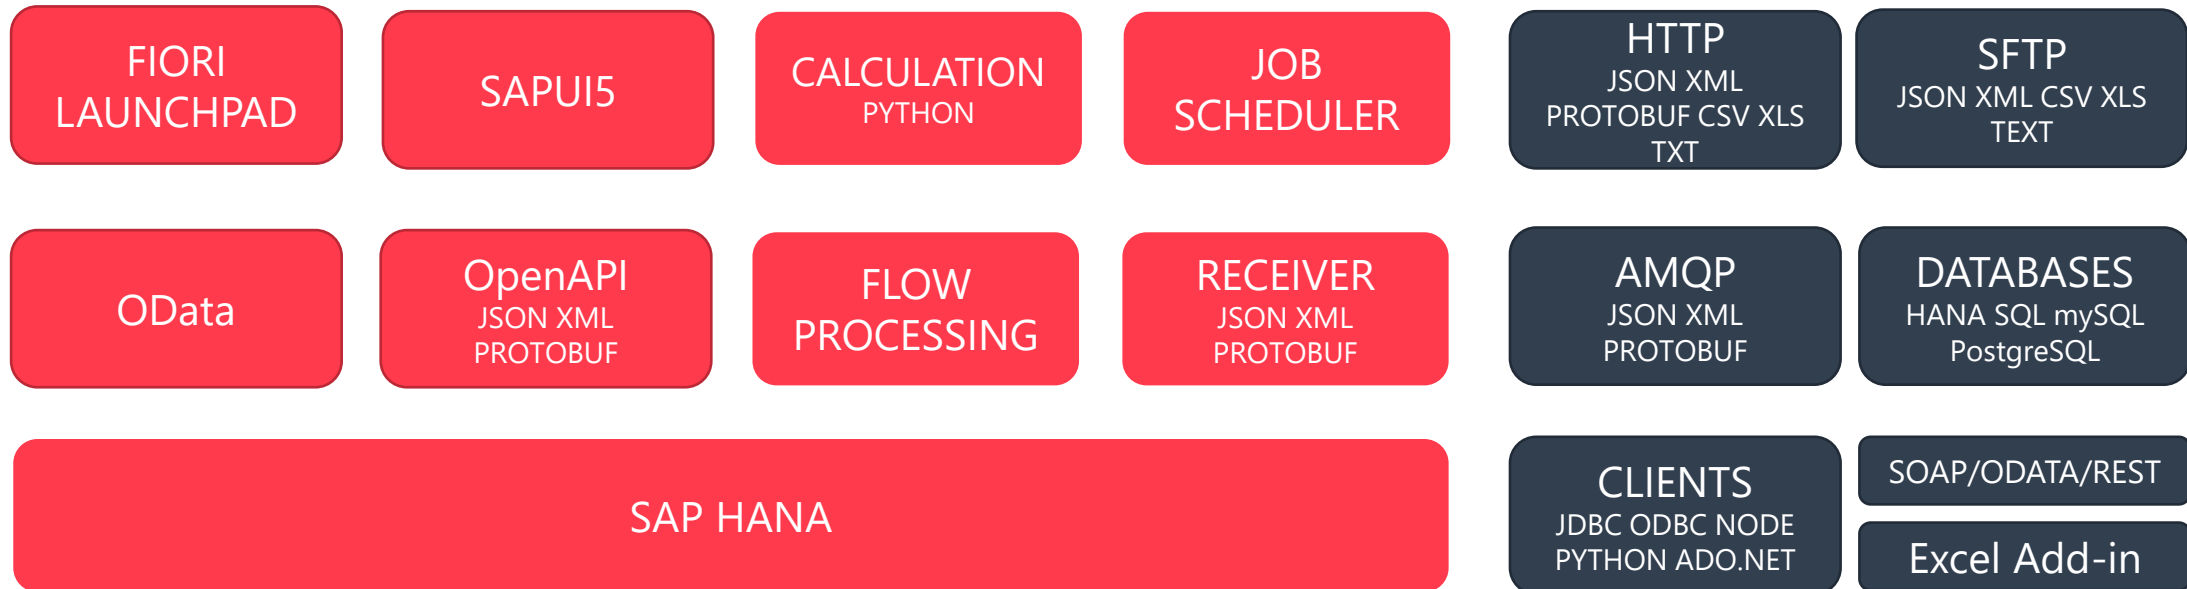 FIORI
LAUNCHPAD
SAPUI5
CALCULATION
PYTHON
JOB
SCHEDULER
HTTP
JSON XML
PROTOBUF CSV XLS
TXT
SFTP
JSON XML CSV XLS
TEXT
OData
OpenAPI
JSON XML
PROTOBUF
FLOW
PROCESSING
RECEIVER
JSON XML
PROTOBUF
AMQP
JSON XML
PROTOBUF
DATABASES
HANA SQL mySQL
PostgreSQL
SAP HANA
CLIENTS
JDBC ODBC NODE
PYTHON ADO.NET
SOAP/ODATA/REST
Excel Add-in